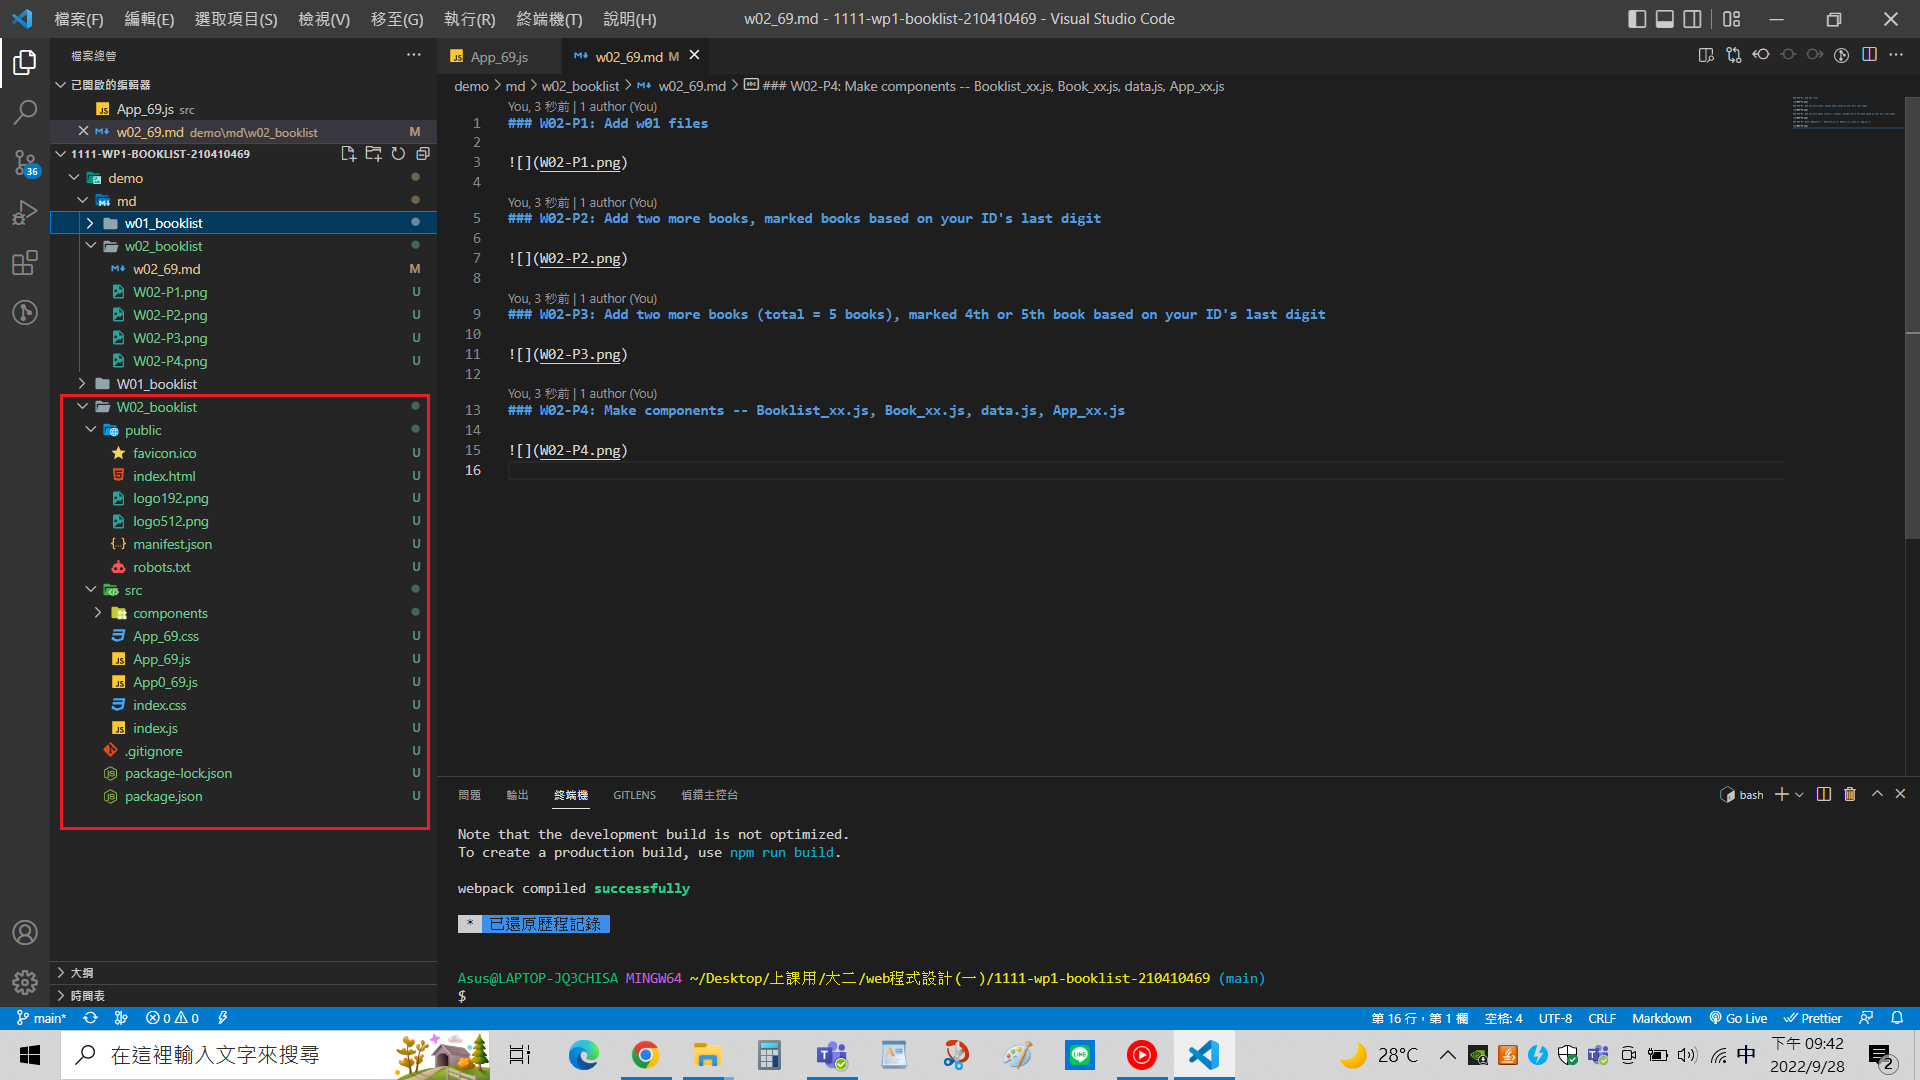 檔案(F) 編輯(E) 選取項目(S) 檢視(V) 移至(G) 執行(R) 終端機(T) 說明(H)
w02_69.md - 1111-wp1-booklist-210410469 - Visual Studio Code
檔案總管
已開啟的編輯器
App_69.js src
w02_69.md demo\md\w02_booklist M
1111-WP1-BOOKLIST-210410469
demo
md
w01_booklist
w02_booklist
w02_69.md M
W02-P1.png U
W02-P2.png U
W02-P3.png U
W02-P4.png U
W01_booklist
W02_booklist
public
favicon.ico U
index.html U
logo192.png U
logo512.png U
manifest.json U
robots.txt U
src
components
App_69.css U
App_69.js U
App0_69.js U
index.css U
index.js U
.gitignore U
package-lock.json U
package.json U
大綱
時間表
36
App_69.js
w02_69.md M
demo > md > w02_booklist > w02_69.md > ### W02-P4: Make components -- Booklist_xx.js, Book_xx.js, data.js, App_xx.js
You, 3 秒前 | 1 author (You)
1 ### W02-P1: Add w01 files
2
3 ![](W02-P1.png)
4
You, 3 秒前 | 1 author (You)
5 ### W02-P2: Add two more books, marked books based on your ID's last digit
6
7 ![](W02-P2.png)
8
You, 3 秒前 | 1 author (You)
9 ### W02-P3: Add two more books (total = 5 books), marked 4th or 5th book based on your ID's last digit
10
11 ![](W02-P3.png)
12
You, 3 秒前 | 1 author (You)
13 ### W02-P4: Make components -- Booklist_xx.js, Book_xx.js, data.js, App_xx.js
14
15 ![](W02-P4.png)
16
問題 輸出 終端機 GITLENS 偵錯主控台
bash
Note that the development build is not optimized.
To create a production build, use npm run build.
webpack compiled successfully
* 已還原歷程記錄
Asus@LAPTOP-JQ3CHISA MINGW64 ~/Desktop/上課用/大二/web程式設計(一)/1111-wp1-booklist-210410469 (main)
$
main* 0 0
第 16 行，第 1 欄 空格: 4 UTF-8 CRLF Markdown Go Live Prettier
在這裡輸入文字來搜尋
28°C
中
下午 09:42
2022/9/28
2